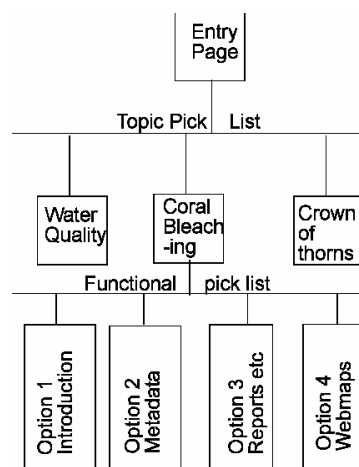 Entry
Page
Topic Pick List
Water
Quality
Coral
Bleach
-ing
Crown
of
thorns
Functional pick list
Option 1
Introduction
Option 2
Metadata
Option 3
Reports etc
Option 4
Webmaps